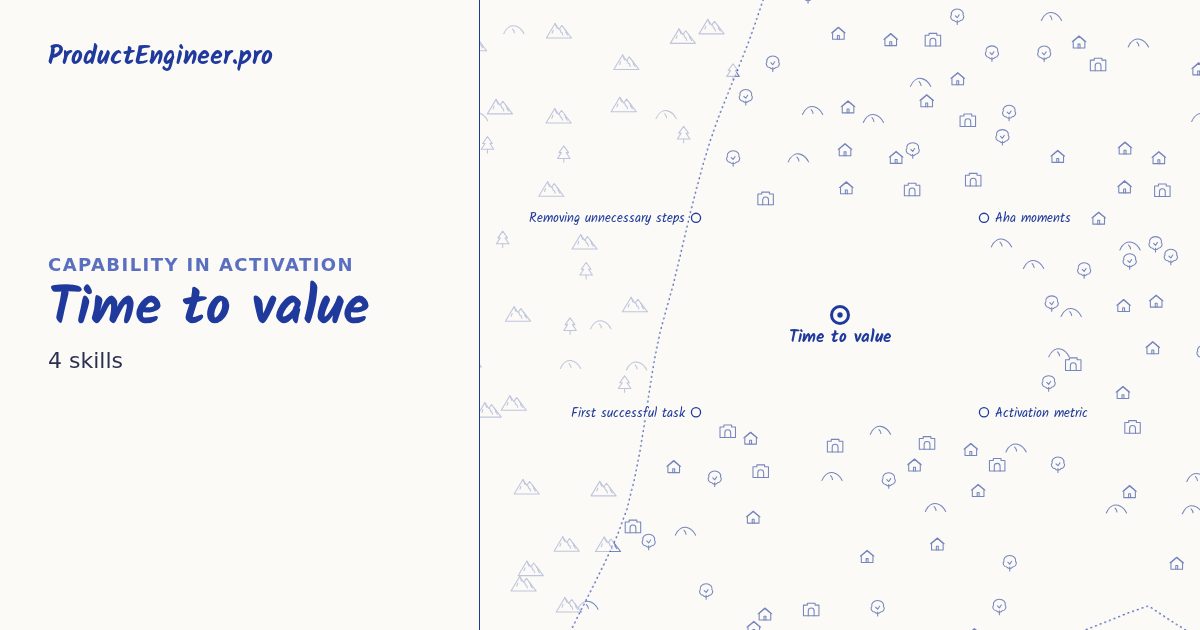 ProductEngineer.pro
CAPABILITY IN ACTIVATION
Time to value
4 skills
Removing unnecessary steps
Aha moments
Time to value
First successful task
Activation metric